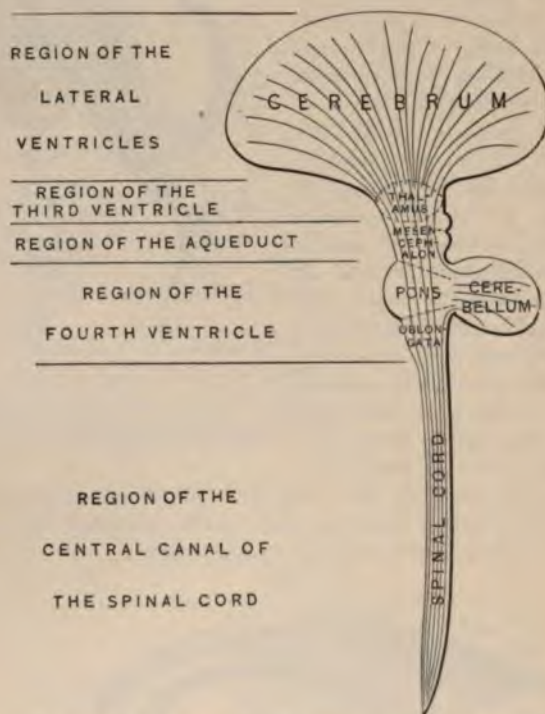 REGION OF THE
LATERAL
VENTRICLES
CEREBRUM
REGION OF THE
THIRD VENTRICLE
THAL-
AMUS
REGION OF THE AQUEDUCT
MESEN
CEPH-
ALON
REGION OF THE
FOURTH VENTRICLE
PONS
CERE-
BELLUM
OBLON-
GATA
SPINAL CORD
REGION OF THE
CENTRAL CANAL OF
THE SPINAL CORD